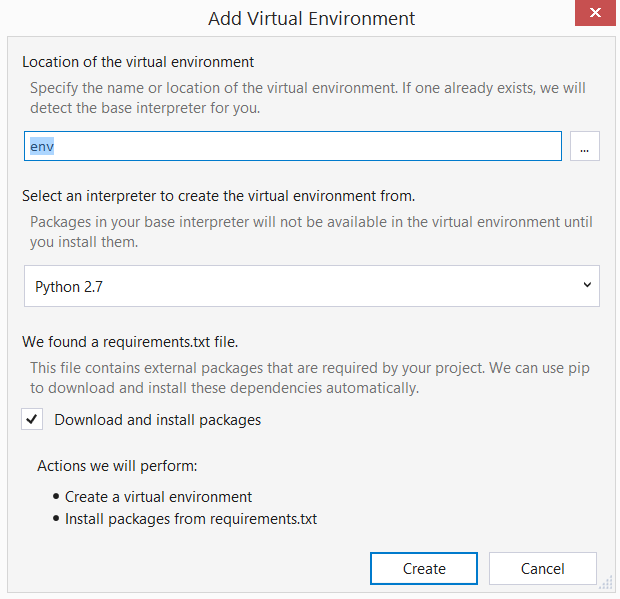 Add Virtual Environment
Location of the virtual environment
Specify the name or location of the virtual environment. If one already exists, we will
detect the base interpreter for you.
env
...
Select an interpreter to create the virtual environment from.
Packages in your base interpreter will not be available in the virtual environment until
you install them.
Python 2.7
We found a requirements.txt file.
This file contains external packages that are required by your project. We can use pip
to download and install these dependencies automatically.
Download and install packages
Actions we will perform:
• Create a virtual environment
• Install packages from requirements.txt
Create Cancel